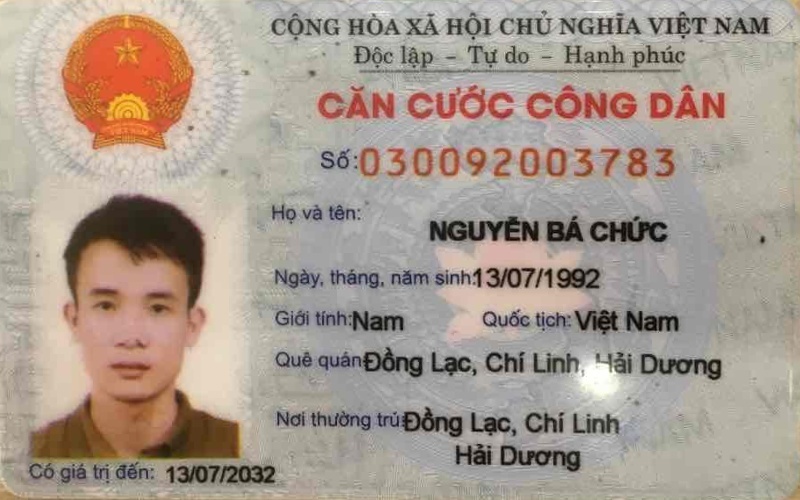 CỘNG HÒA XÃ HỘI CHỦ NGHĨA VIỆT NAM
Độc lập – Tự do – Hạnh phúc
CĂN CƯỚC CÔNG DÂN
Số: 030092003783
Họ và tên:
NGUYỄN BÁ CHỨC
Ngày, tháng, năm sinh: 13/07/1992
Giới tính: Nam Quốc tịch: Việt Nam
Quê quán: Đồng Lạc, Chí Linh, Hải Dương
Nơi thường trú: Đồng Lạc, Chí Linh
Hải Dương
Có giá trị đến: 13/07/2032
VIỆT NAM